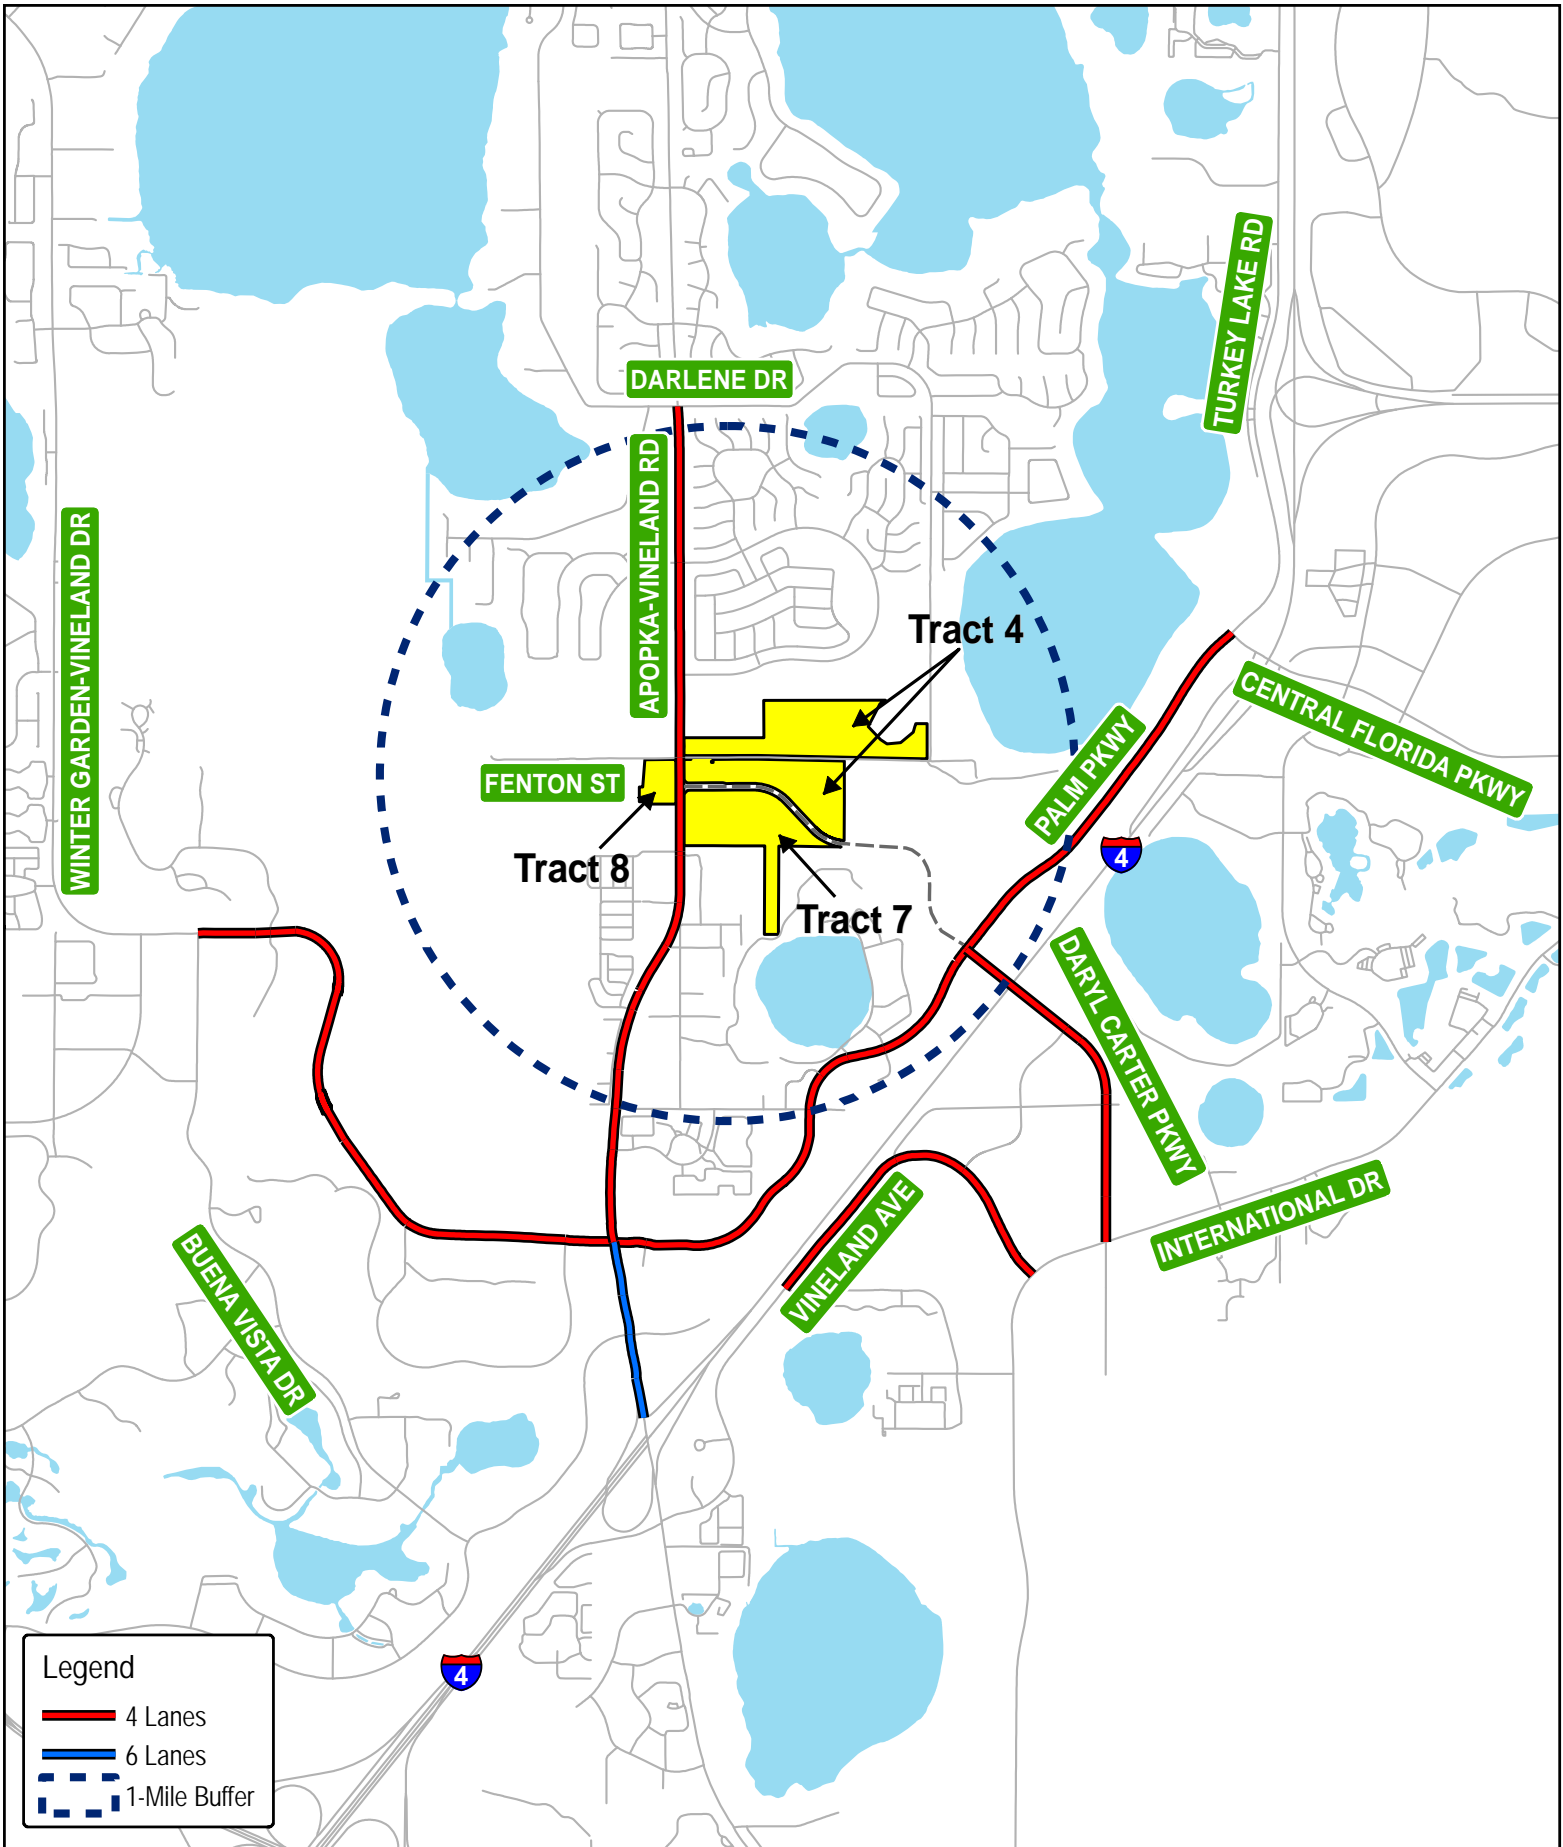 TURKEY LAKE RD
DARLENE DR
APOPKA-VINELAND RD
WINTER GARDEN-VINELAND DR
Tract 4
CENTRAL FLORIDA PKWY
PALM PKWY
FENTON ST
4
Tract 8
Tract 7
DARYL CARTER PKWY
INTERNATIONAL DR
VINELAND AVE
BUENA VISTA DR
4
Legend
4 Lanes
6 Lanes
1-Mile Buffer